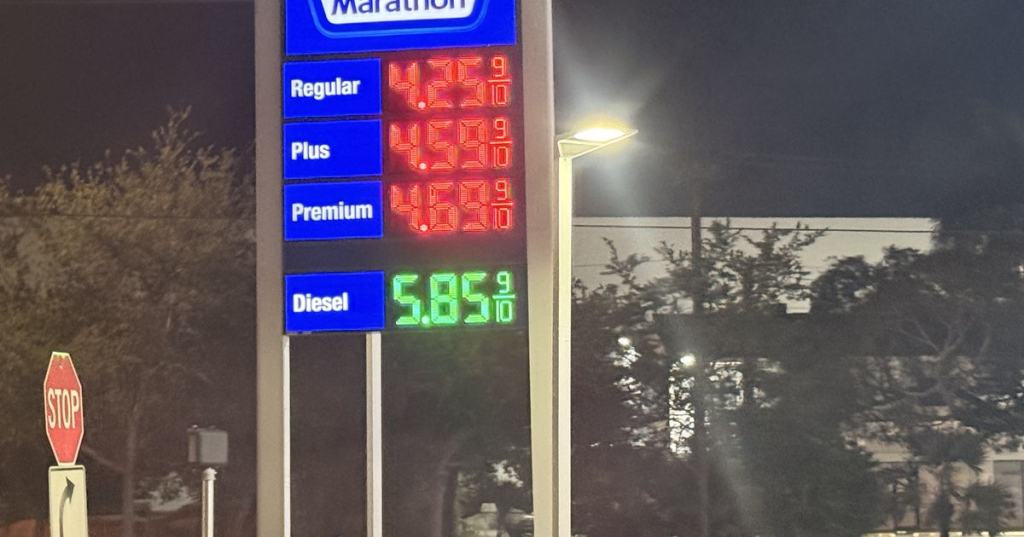 Marathon
Regular 4.25 9/10
Plus 4.59 9/10
Premium 4.69 9/10
Diesel 5.85 9/10
STOP